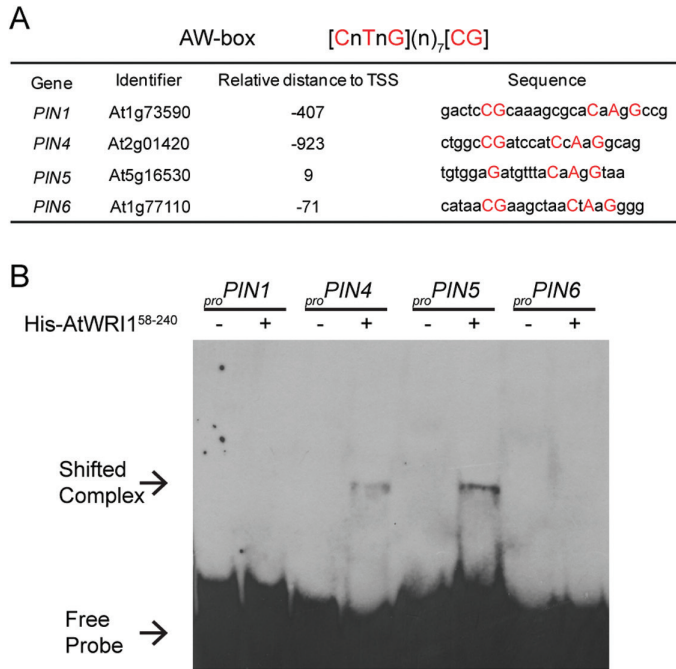 A
AW-box [CnTnG](n)7[CG]
Gene Identifier Relative distance to TSS Sequence
PIN1 At1g73590 -407 gactcCGcaaagcgcaCaAgGccg
PIN4 At2g01420 -923 ctggcCGatccatCcAaGgcag
PIN5 At5g16530 9 tgtggaGatgtttaCaAgGtaa
PIN6 At1g77110 -71 cataaCGaagctaaCtAaGggg
B
proPIN1 proPIN4 proPIN5 proPIN6
His-AtWRI158-240 - + - + - + - +
Shifted
Complex
Free
Probe